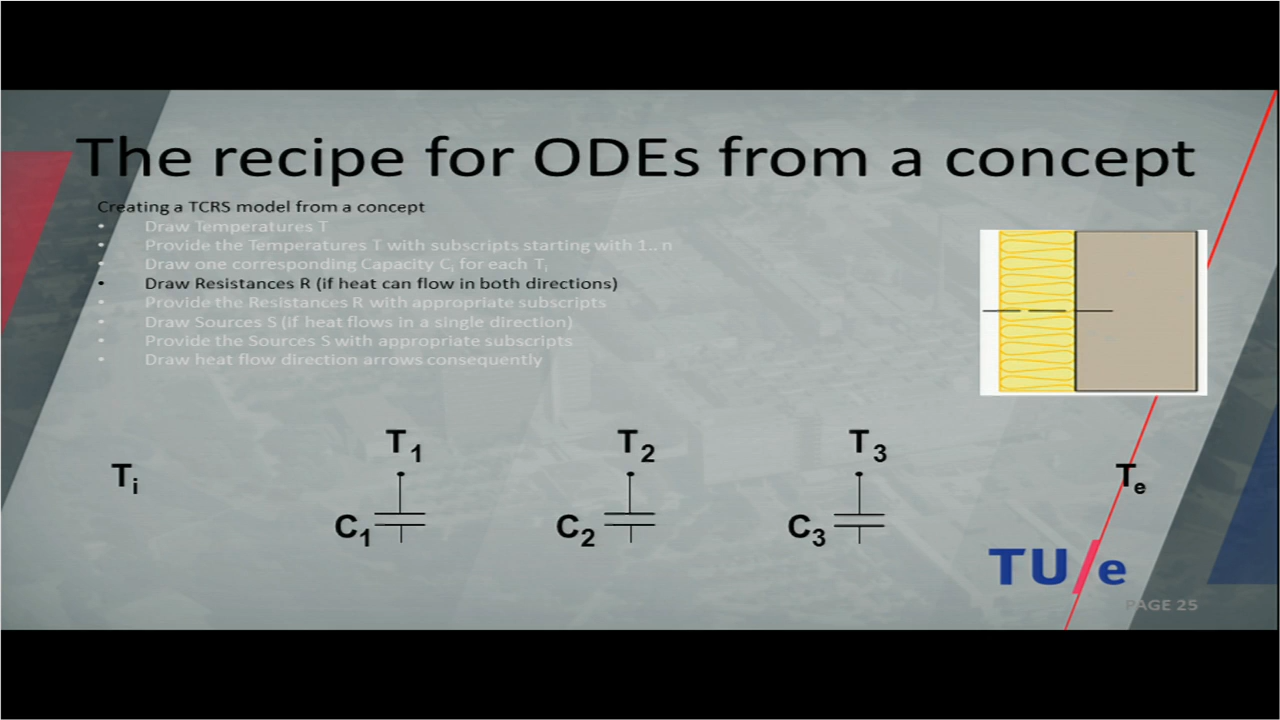 The recipe for ODEs from a concept
Creating a TCRS model from a concept
• Draw Temperatures T
• Provide the Temperatures T with subscripts starting with 1.. n
• Draw one corresponding Capacity Ci for each Ti
• Draw Resistances R (if heat can flow in both directions)
• Provide the Resistances R with appropriate subscripts
• Draw Sources S (if heat flows in a single direction)
• Provide the Sources S with appropriate subscripts
• Draw heat flow direction arrows consequently
T1 T2 T3
Ti Te
C1 C2 C3
TU/e
PAGE 25